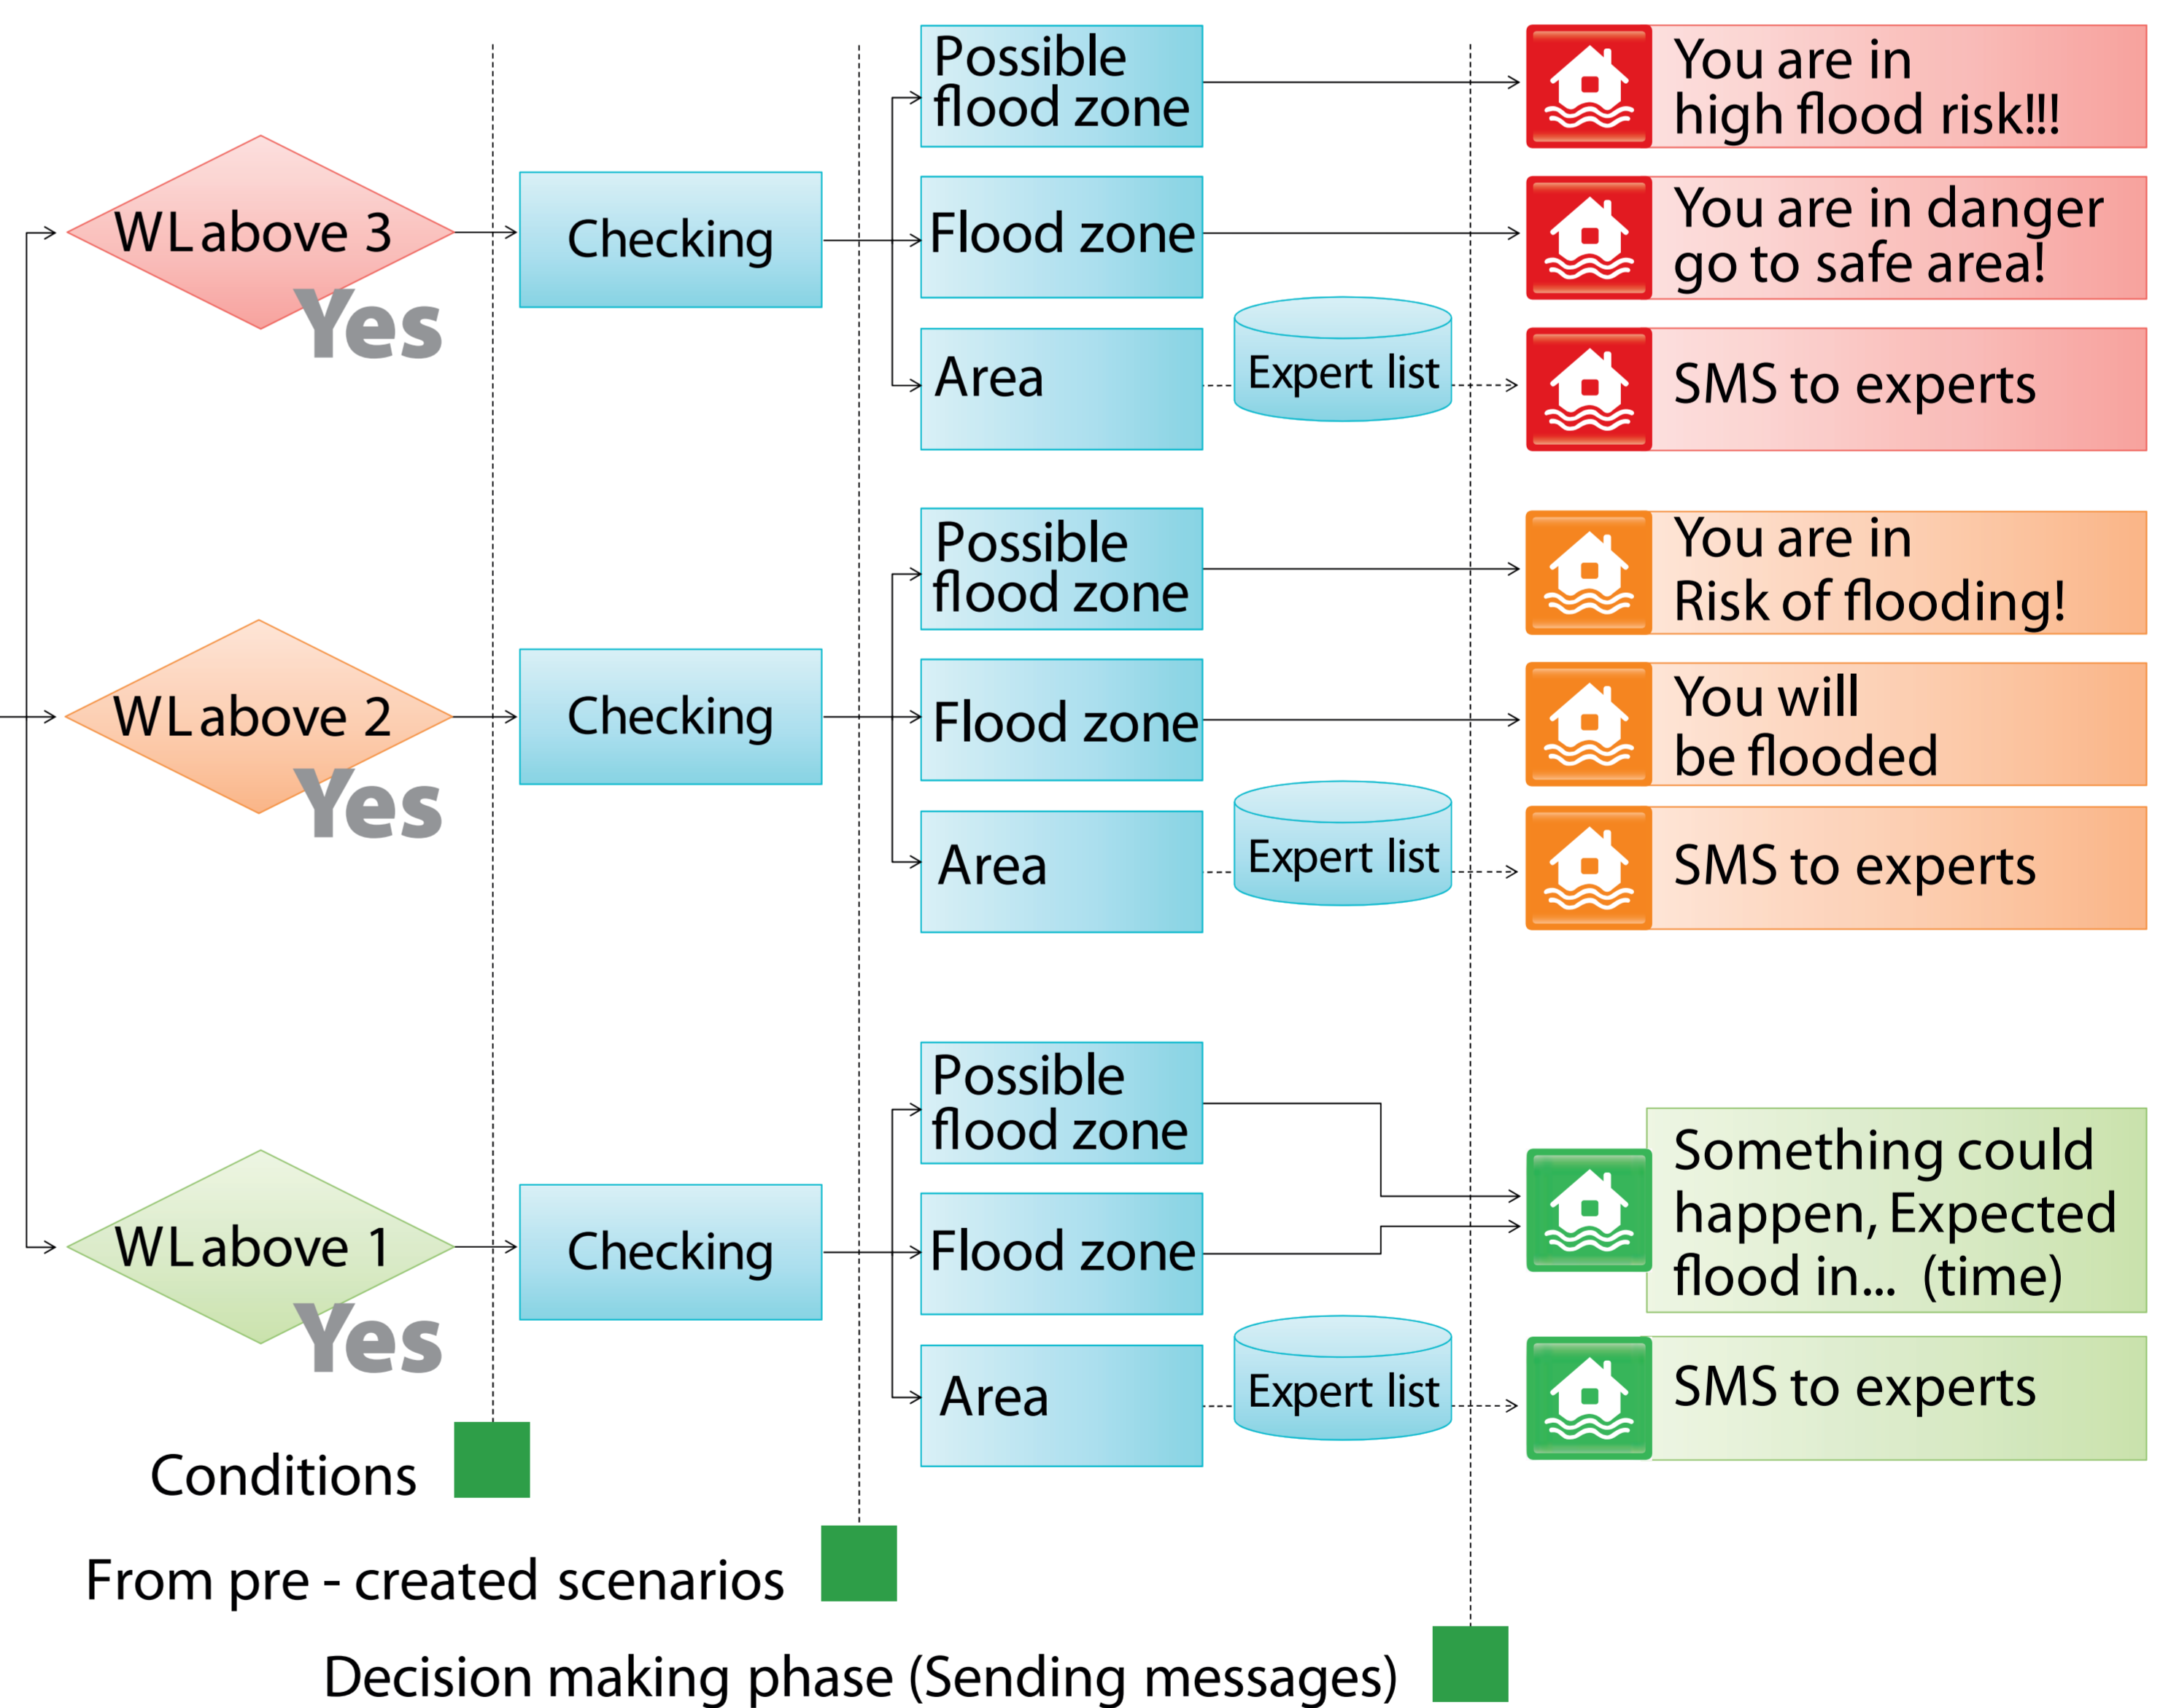 WL above 3
Yes
Checking
Possible
flood zone
Flood zone
Area
Expert list
You are in
high flood risk!!!
You are in danger
go to safe area!
SMS to experts
WL above 2
Yes
Checking
Possible
flood zone
Flood zone
Area
Expert list
You are in
Risk of flooding!
You will
be flooded
SMS to experts
WL above 1
Yes
Checking
Possible
flood zone
Flood zone
Area
Expert list
Something could
happen, Expected
flood in... (time)
SMS to experts
Conditions
From pre - created scenarios
Decision making phase (Sending messages)